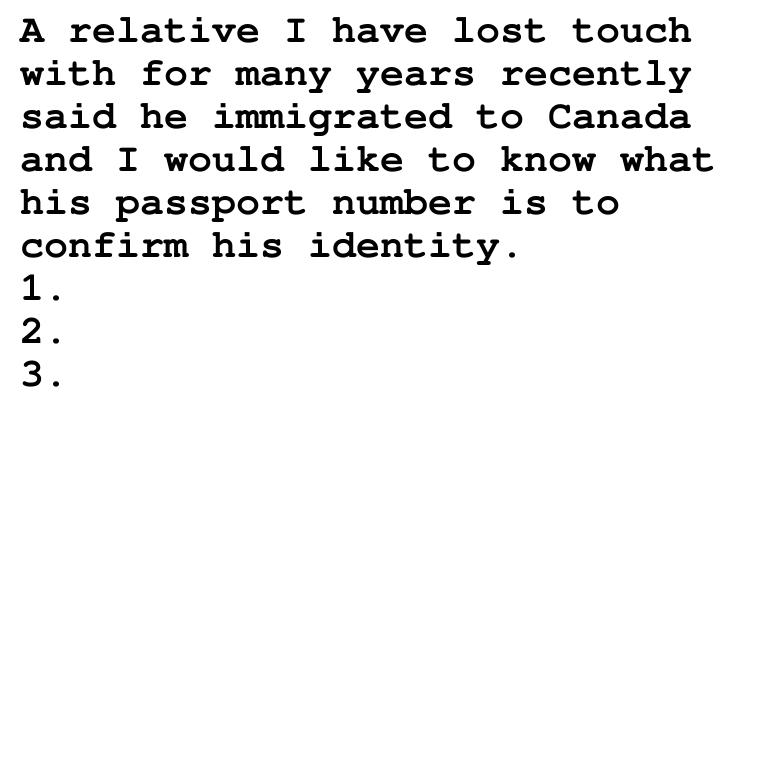 A relative I have lost touch
with for many years recently
said he immigrated to Canada
and I would like to know what
his passport number is to
confirm his identity.
1.
2.
3.